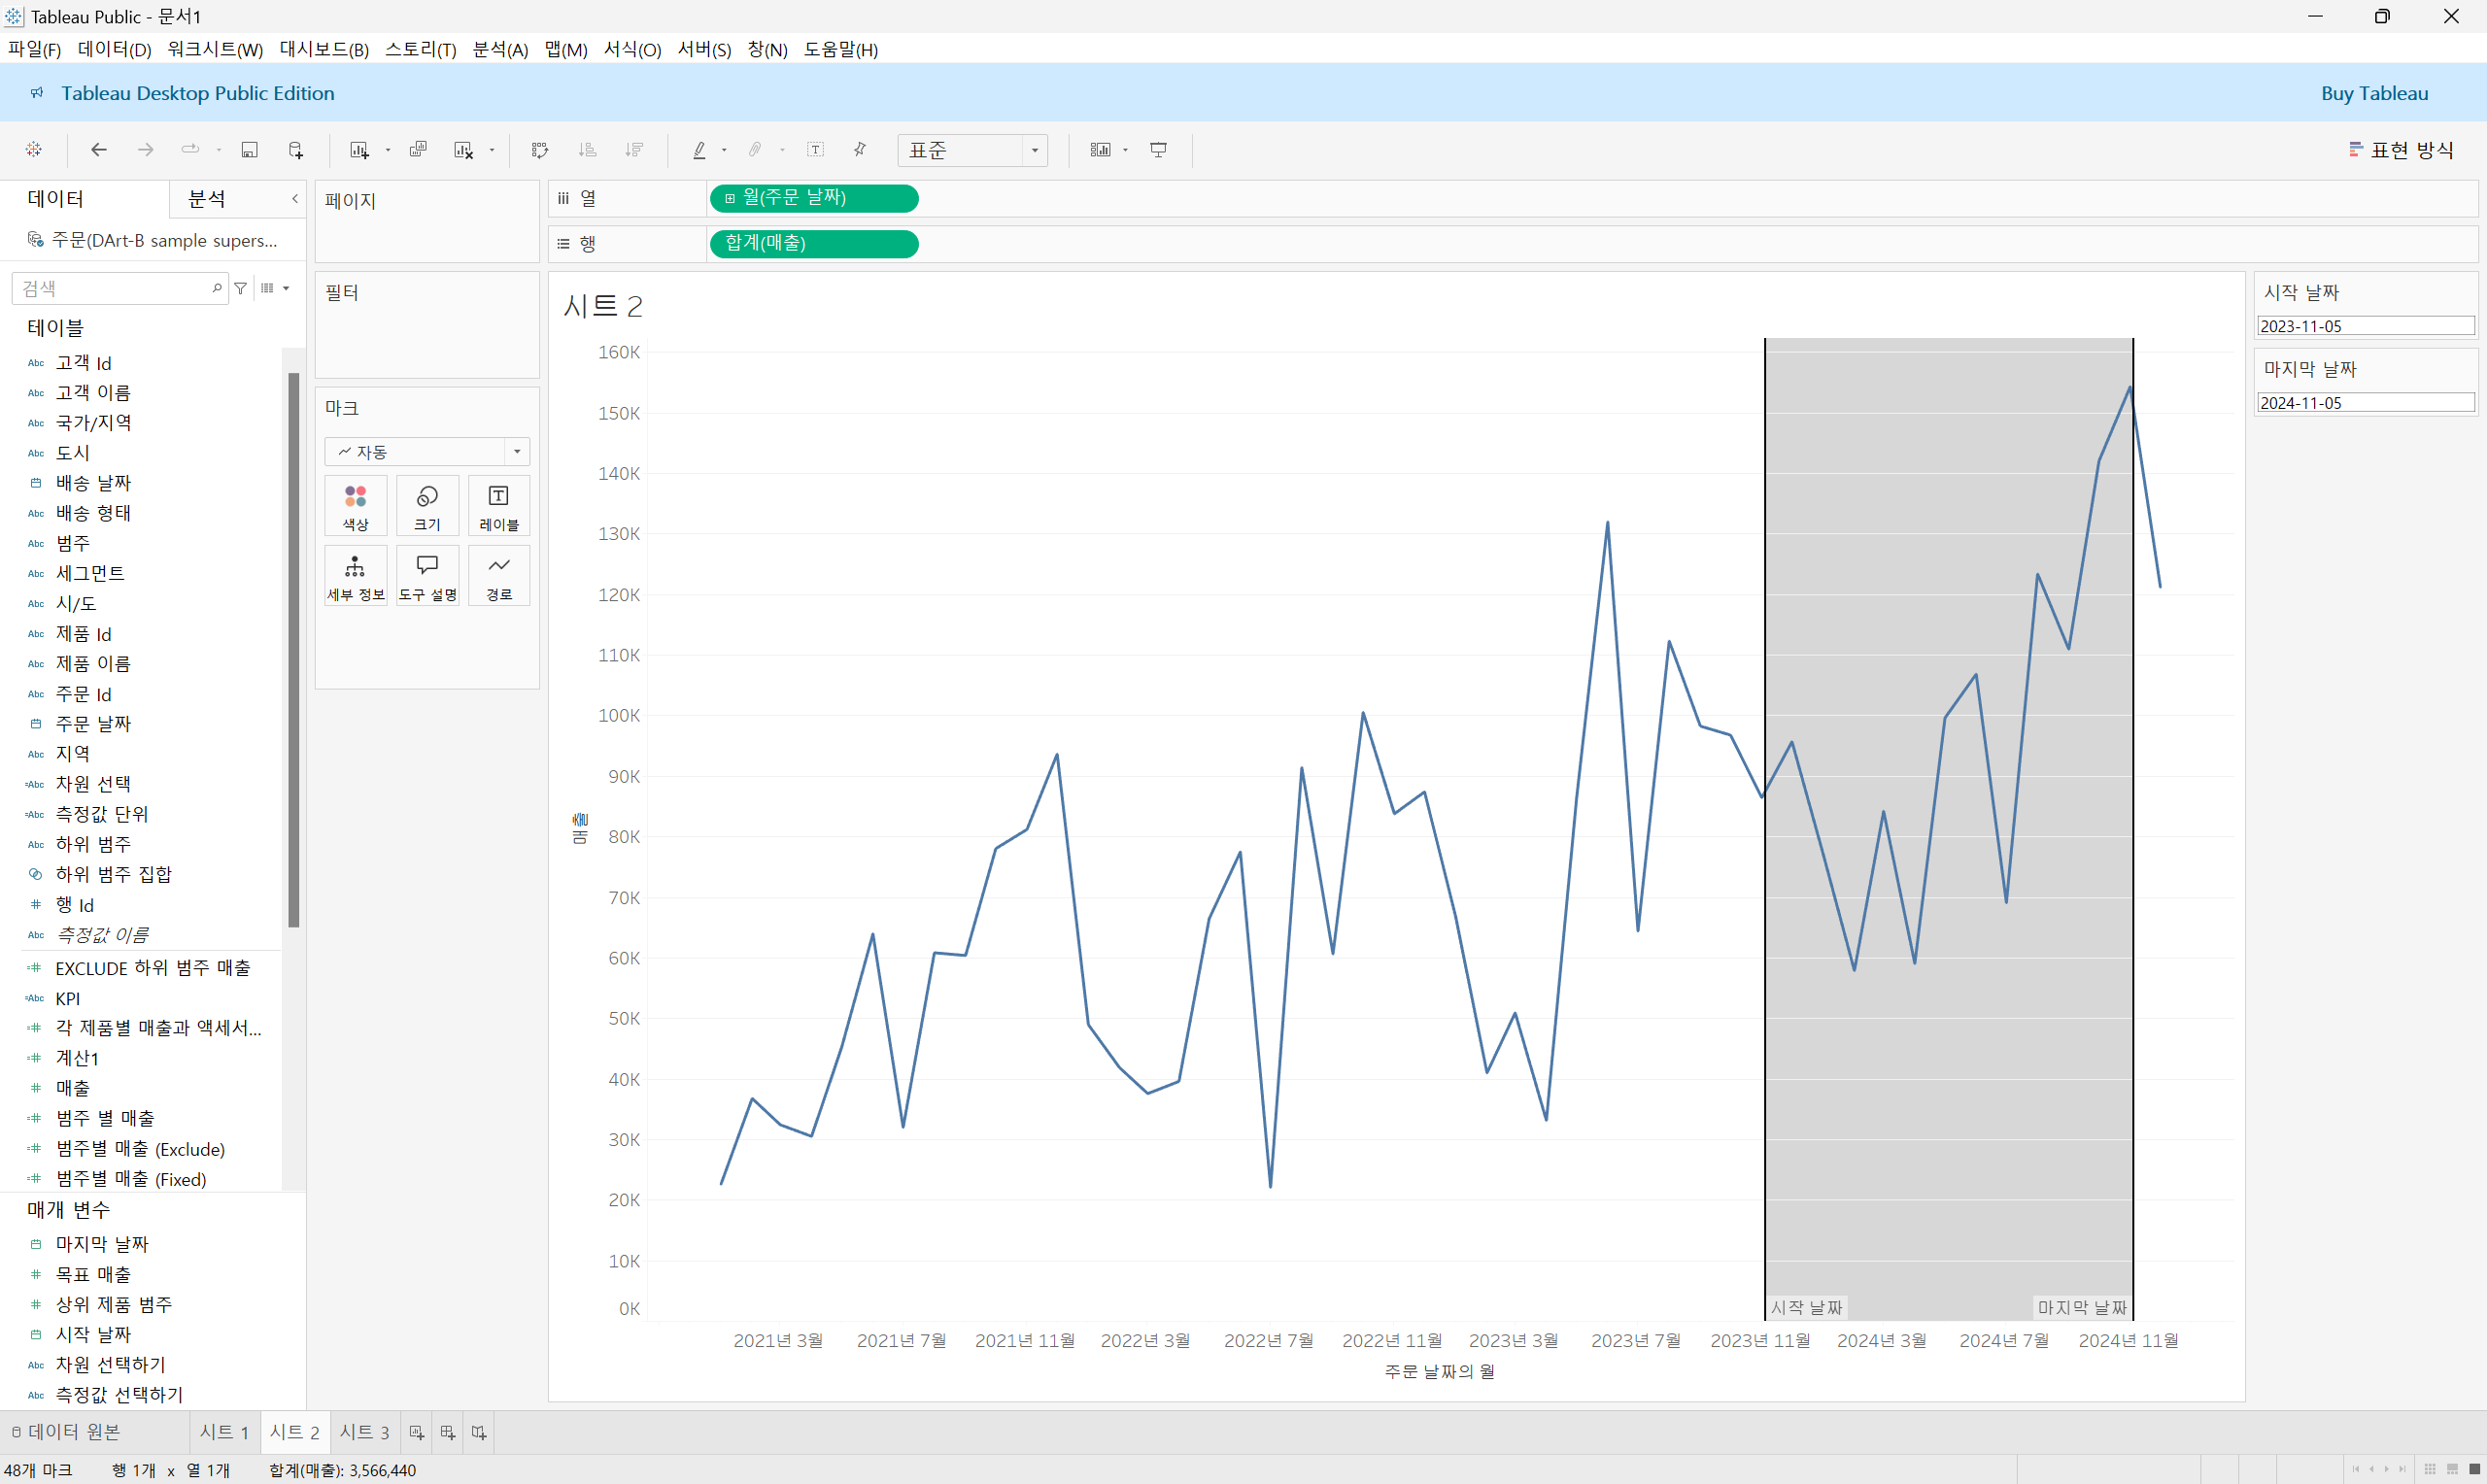 Tableau Public - 문서1
파일(F) 데이터(D) 워크시트(W) 대시보드(B) 스토리(T) 분석(A) 맵(M) 서식(O) 서버(S) 창(N) 도움말(H)
Tableau Desktop Public Edition
Buy Tableau
표준
표현 방식
데이터
분석
주문(DArt-B sample supers...
검색
테이블
Abc 고객 Id
Abc 고객 이름
Abc 국가/지역
Abc 도시
배송 날짜
Abc 배송 형태
Abc 범주
Abc 세그먼트
Abc 시/도
Abc 제품 Id
Abc 제품 이름
Abc 주문 Id
주문 날짜
Abc 지역
=Abc 차원 선택
=Abc 측정값 단위
Abc 하위 범주
하위 범주 집합
# 행 Id
Abc 측정값 이름
=# EXCLUDE 하위 범주 매출
=Abc KPI
=# 각 제품별 매출과 액세서...
=# 계산1
# 매출
=# 범주 별 매출
=# 범주별 매출 (Exclude)
=# 범주별 매출 (Fixed)
매개 변수
마지막 날짜
# 목표 매출
# 상위 제품 범주
시작 날짜
Abc 차원 선택하기
Abc 측정값 선택하기
페이지
필터
마크
자동
색상
크기
레이블
세부 정보
도구 설명
경로
열
월(주문 날짜)
행
합계(매출)
시트 2
160K
150K
140K
130K
120K
110K
100K
90K
80K
70K
60K
50K
40K
30K
20K
10K
0K
매출
시작 날짜
마지막 날짜
2021년 3월
2021년 7월
2021년 11월
2022년 3월
2022년 7월
2022년 11월
2023년 3월
2023년 7월
2023년 11월
2024년 3월
2024년 7월
2024년 11월
주문 날짜의 월
시작 날짜
2023-11-05
마지막 날짜
2024-11-05
데이터 원본
시트 1
시트 2
시트 3
48개 마크
행 1개 x 열 1개
합계(매출): 3,566,440